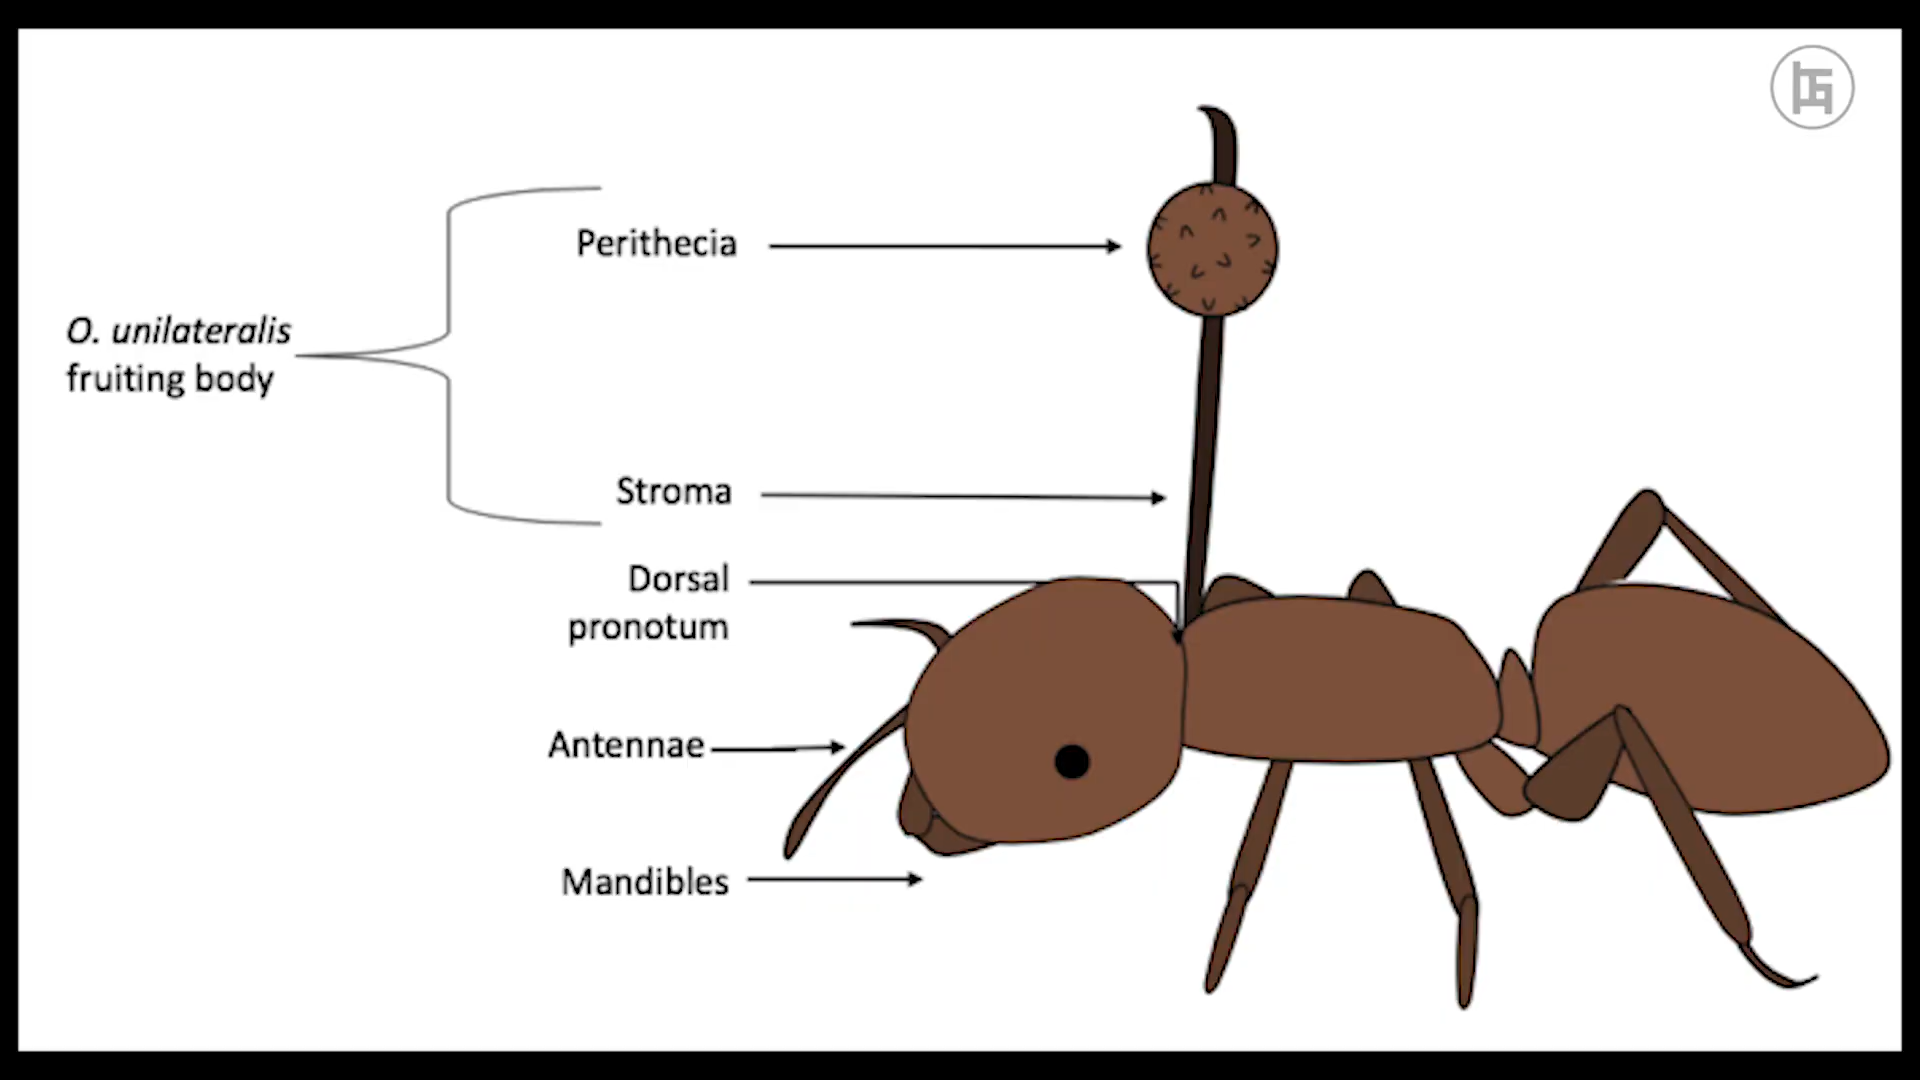 Perithecia
O. unilateralis
fruiting body
Stroma
Dorsal
pronotum
Antennae
Mandibles